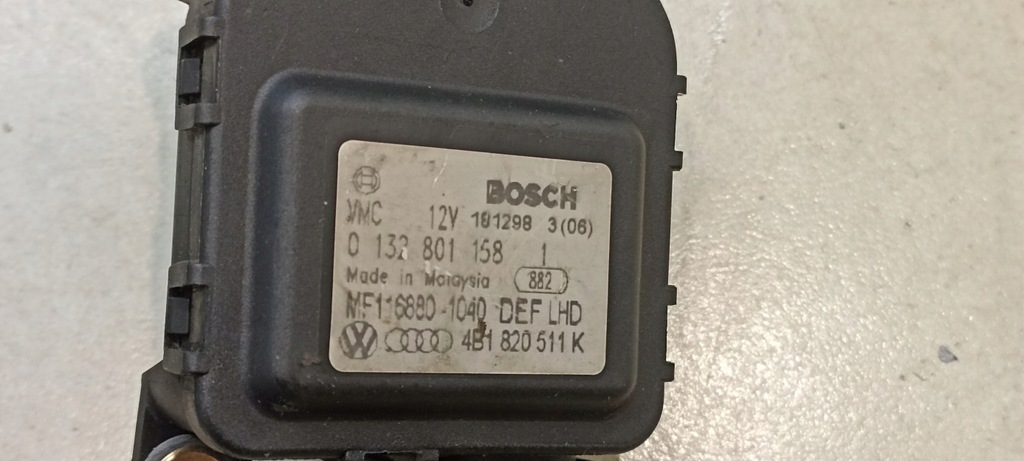 BOSCH
VMC 12V 181298 3(06)
0 132 801 158 1
Made in Malaysia 882
MF116880-1040 DEF LHD
4B1 820 511 K